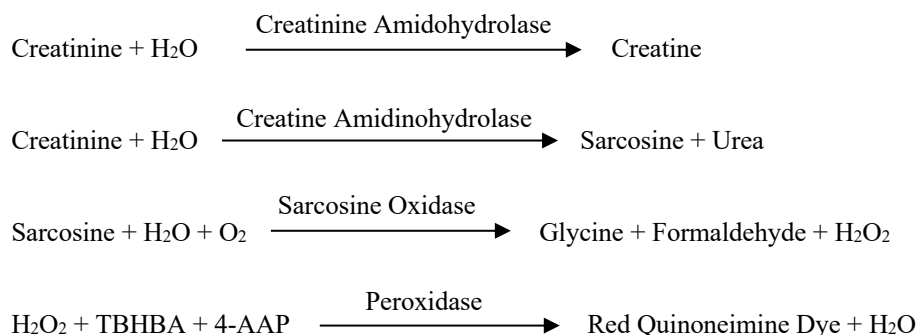 Creatinine Amidohydrolase
Creatinine + H₂O Creatine
Creatine Amidinohydrolase
Creatinine + H₂O Sarcosine + Urea
Sarcosine Oxidase
Sarcosine + H₂O + O₂ Glycine + Formaldehyde + H₂O₂
Peroxidase
H₂O₂ + TBHBA + 4-AAP Red Quinoneimine Dye + H₂O